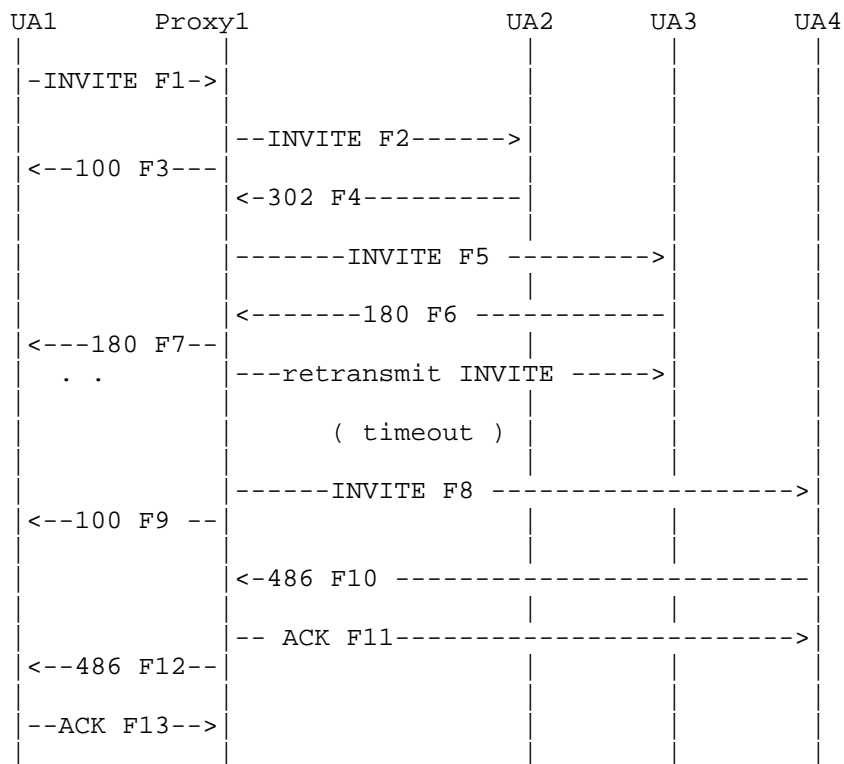 UA1 Proxy1 UA2 UA3 UA4
-INVITE F1->
--INVITE F2------>
<--100 F3---
<-302 F4----------
-------INVITE F5 --------->
<-------180 F6 ------------
<---180 F7--
. . ---retransmit INVITE ----->
( timeout )
------INVITE F8 ------------------->
<--100 F9 --
<-486 F10 --------------------------
-- ACK F11------------------------->
<--486 F12--
--ACK F13-->